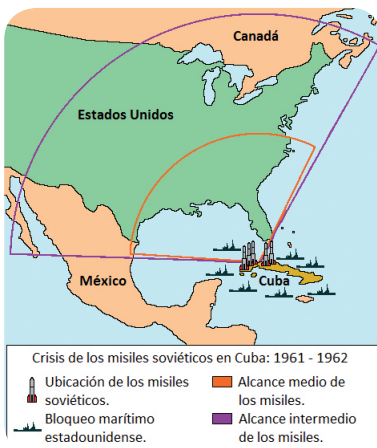 Canadá
Estados Unidos
México
Cuba
Crisis de los misiles soviéticos en Cuba: 1961 - 1962
Ubicación de los misiles
soviéticos.
Alcance medio de
los misiles.
Bloqueo marítimo
estadounidense.
Alcance intermedio
de los misiles.